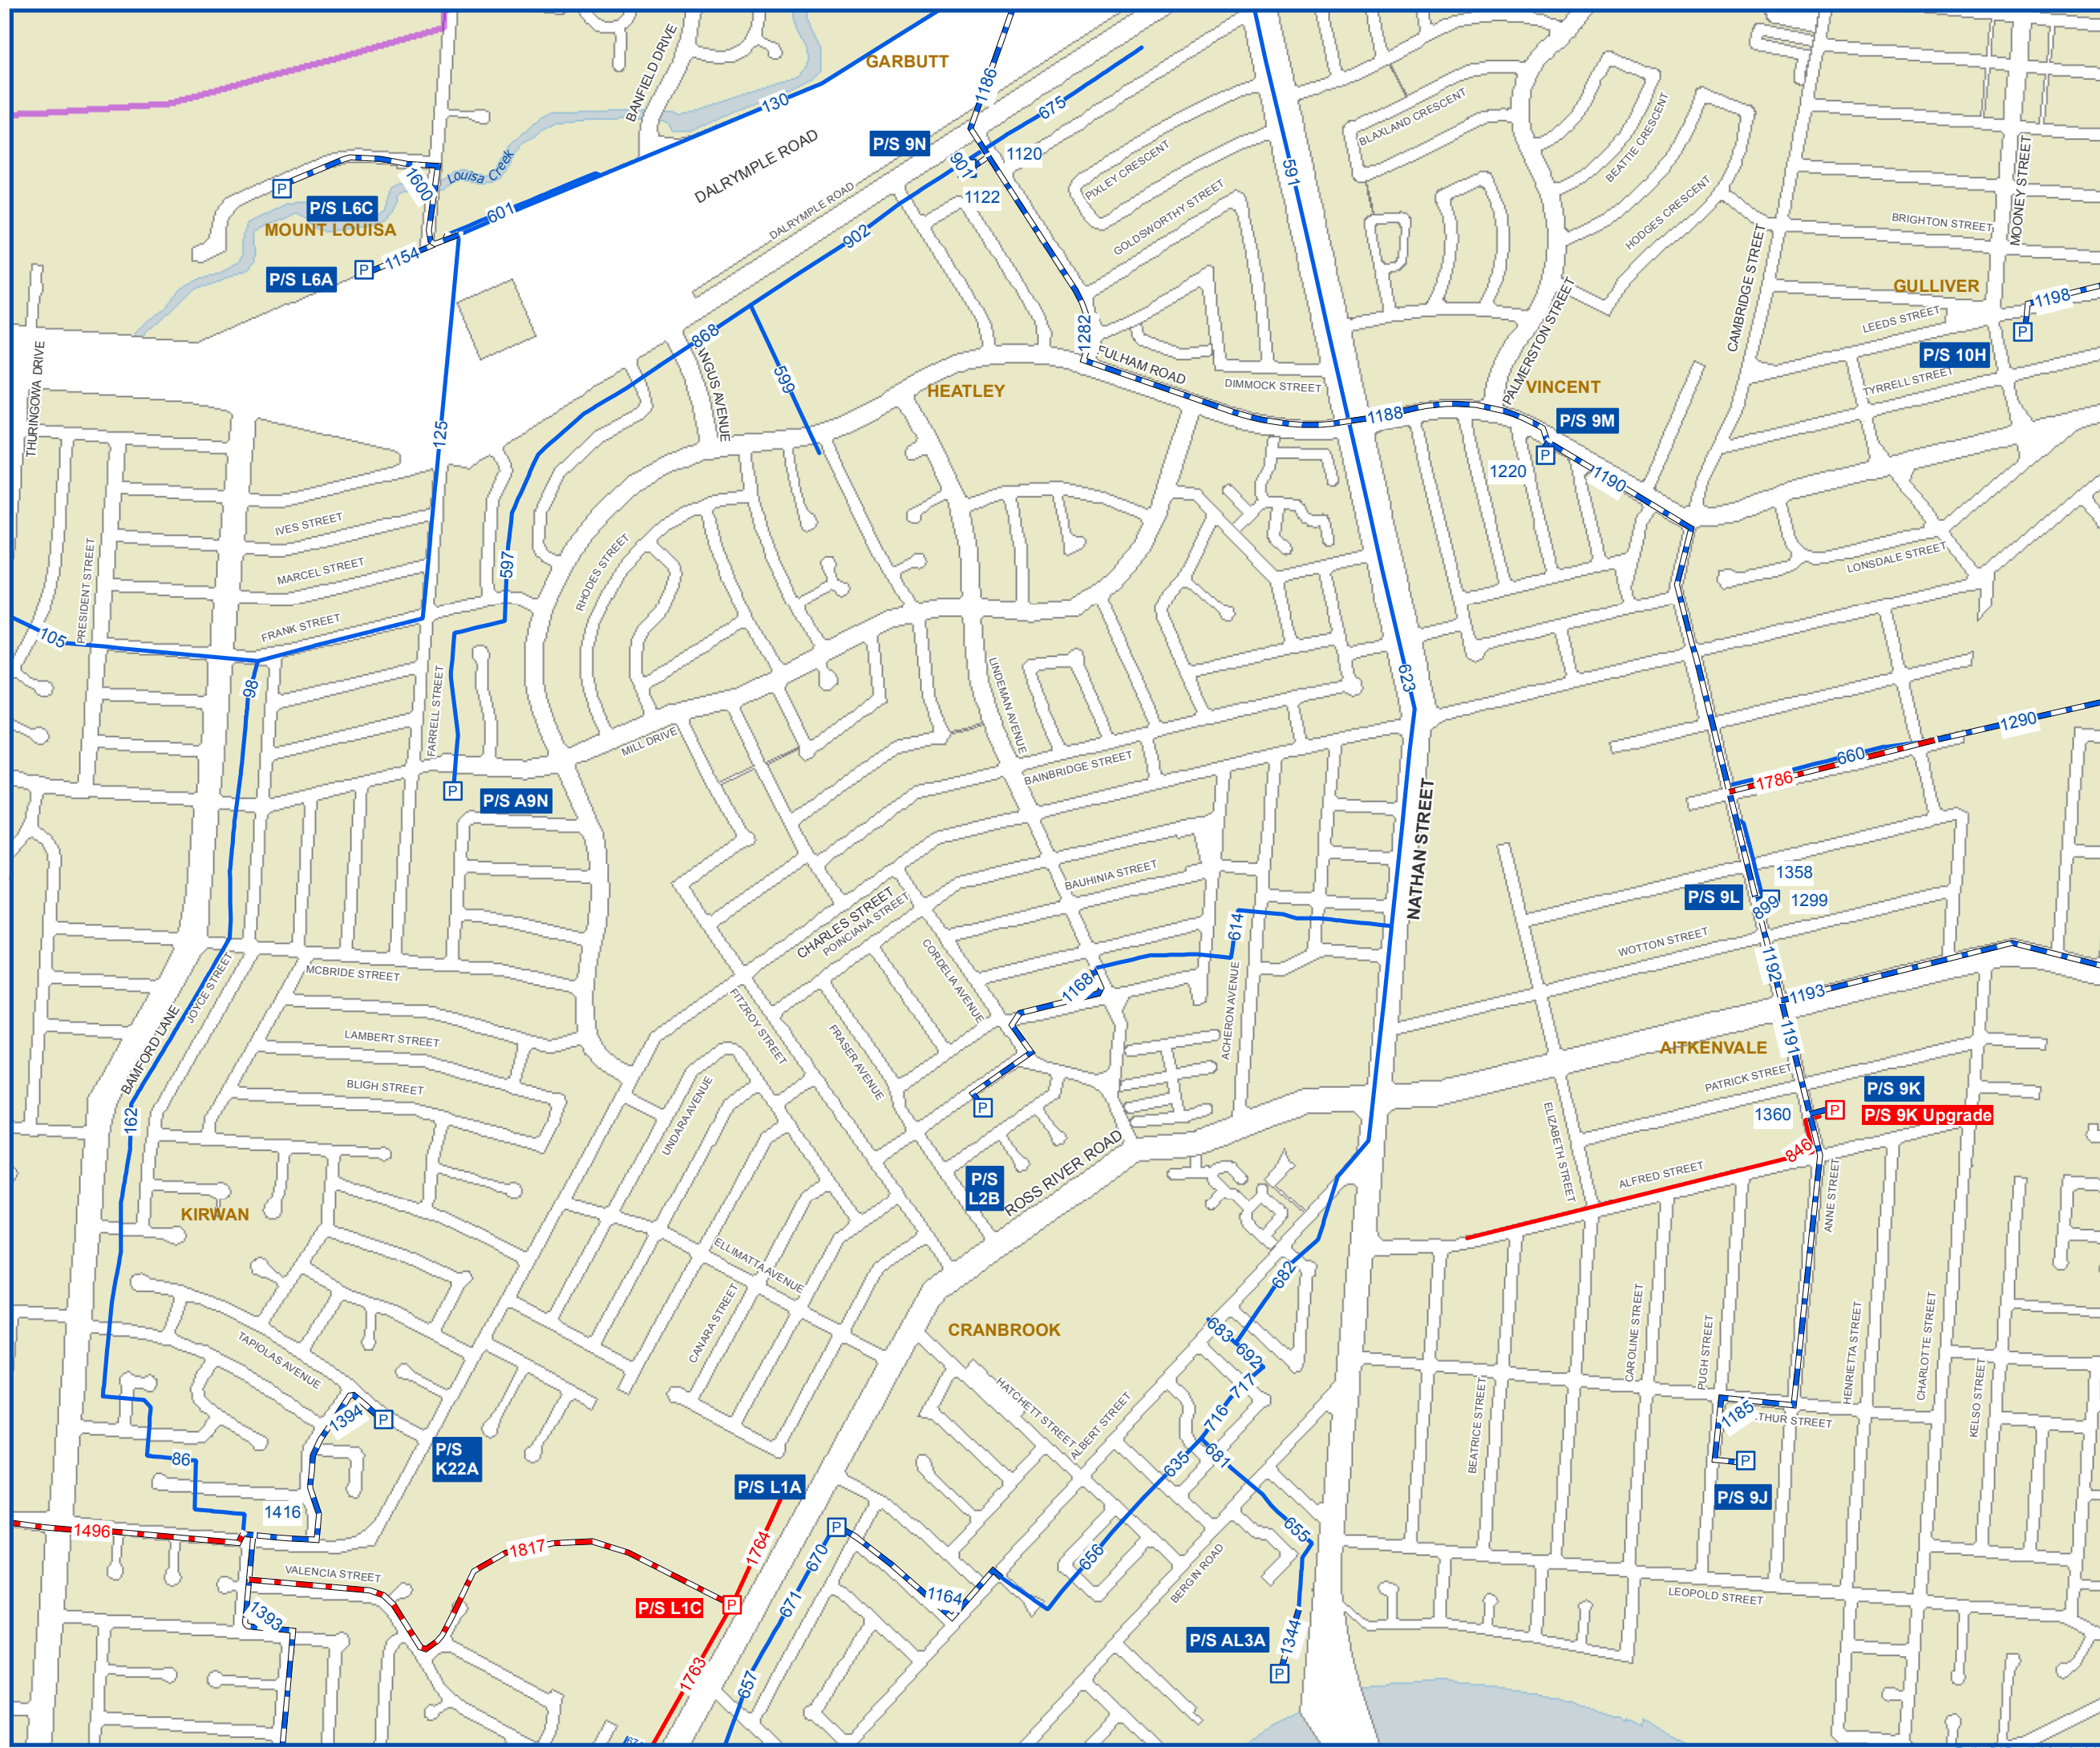 GARBUTT
BANFIELD DRIVE
130
1186
675
DALRYMPLE ROAD
P/S 9N
901
1120
1122
591
BLAXLAND CRESCENT
BEATTIE CRESCENT
HODGES CRESCENT
PIXLEY CRESCENT
GOLDSWORTHY STREET
MOONEY STREET
BRIGHTON STREET
CAMBRIDGE STREET
Louisa Creek
1600
P/S L6C
MOUNT LOUISA
601
1154
P/S L6A
DALRYMPLE ROAD
902
GULLIVER
1198
LEEDS STREET
P/S 10H
TYRRELL STREET
THURINGOWA DRIVE
868
ANGUS AVENUE
599
HEATLEY
1282
FULHAM ROAD
DIMMOCK STREET
1188
PALMERSTON STREET
VINCENT
P/S 9M
1220
1190
125
IVES STREET
MARCEL STREET
FRANK STREET
PRESIDENT STREET
105
98
597
RHODES STREET
LONSDALE STREET
FARRELL STREET
MILL DRIVE
LINDEMAN AVENUE
BAINBRIDGE STREET
623
NATHAN STREET
1290
660
1786
P/S A9N
BAUHINIA STREET
CHARLES STREET
POINCIANA STREET
CORDELIA AVENUE
614
1168
ACHERON AVENUE
1358
P/S 9L
1299
899
WOTTON STREET
1192
1193
1191
AITKENVALE
PATRICK STREET
MCBRIDE STREET
JOYCE STREET
BAMFORD LANE
LAMBERT STREET
BLIGH STREET
162
FITZROY STREET
FRASER AVENUE
UNDARA AVENUE
P/S
L2B
ROSS RIVER ROAD
ELIZABETH STREET
P/S 9K
P/S 9K Upgrade
1360
846
ALFRED STREET
ANNE STREET
KIRWAN
ELLIMATTA AVENUE
CANARA STREET
TAPIOLAS AVENUE
CRANBROOK
682
683
692
717
716
681
635
655
656
HATCHETT STREET
ALBERT STREET
BERGIN ROAD
CAROLINE STREET
PUGH STREET
BEATRICE STREET
HENRIETTA STREET
CHARLOTTE STREET
KELSO STREET
1185
THUR STREET
P/S 9J
1394
P/S
K22A
86
1416
1496
VALENCIA STREET
1393
1817
P/S L1A
1764
P/S L1C
1763
670
671
657
1164
P/S AL3A
1344
LEOPOLD STREET
P
P
P
P
P
P
P
P
P
P
P
P
P
P